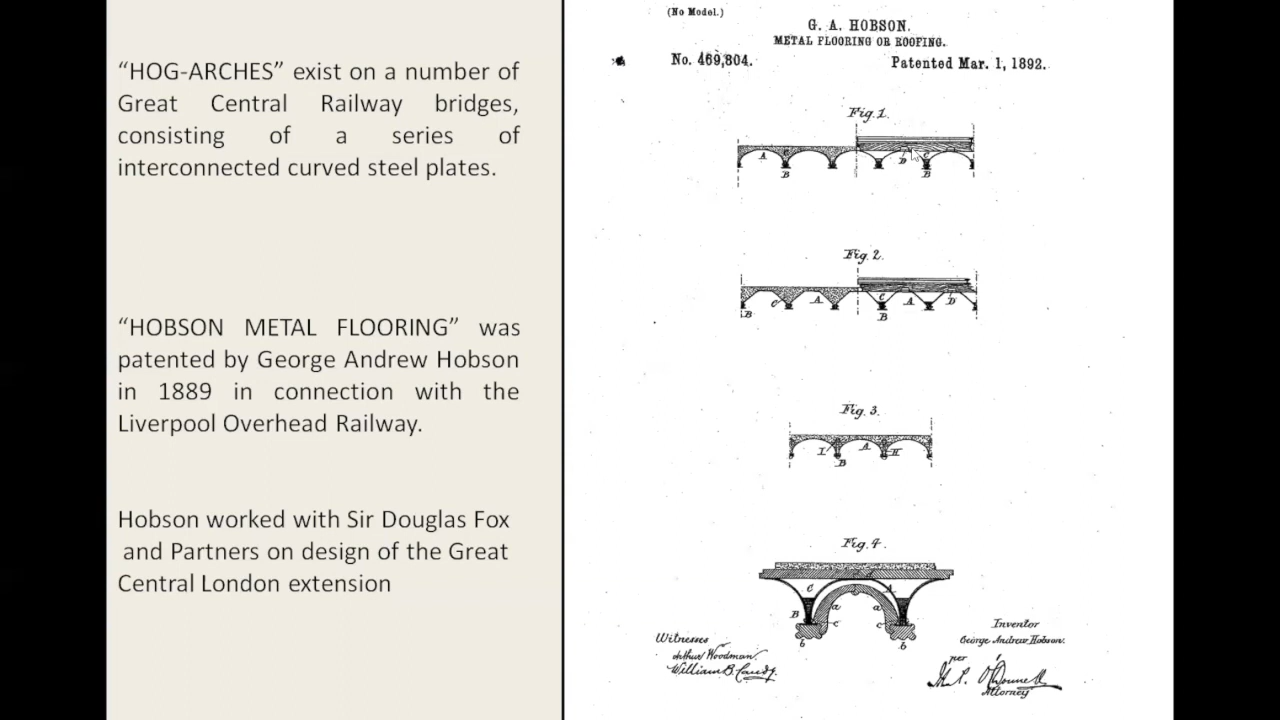 “HOG-ARCHES” exist on a number of
Great Central Railway bridges,
consisting of a series of
interconnected curved steel plates.
“HOBSON METAL FLOORING” was
patented by George Andrew Hobson
in 1889 in connection with the
Liverpool Overhead Railway.
Hobson worked with Sir Douglas Fox
and Partners on design of the Great
Central London extension
(No Model.)
G. A. HOBSON.
METAL FLOORING OR ROOFING.
No. 469,804. Patented Mar. 1, 1892.
Fig. 1.
A C D C
B B
Fig. 2.
C A C A D
B B
Fig. 3.
I A H
B
Fig. 4.
C A
B a a
c c
b b
Witnesses
Arthur Woodman.
William B.
Inventor
George Andrew Hobson.
per
Attorney